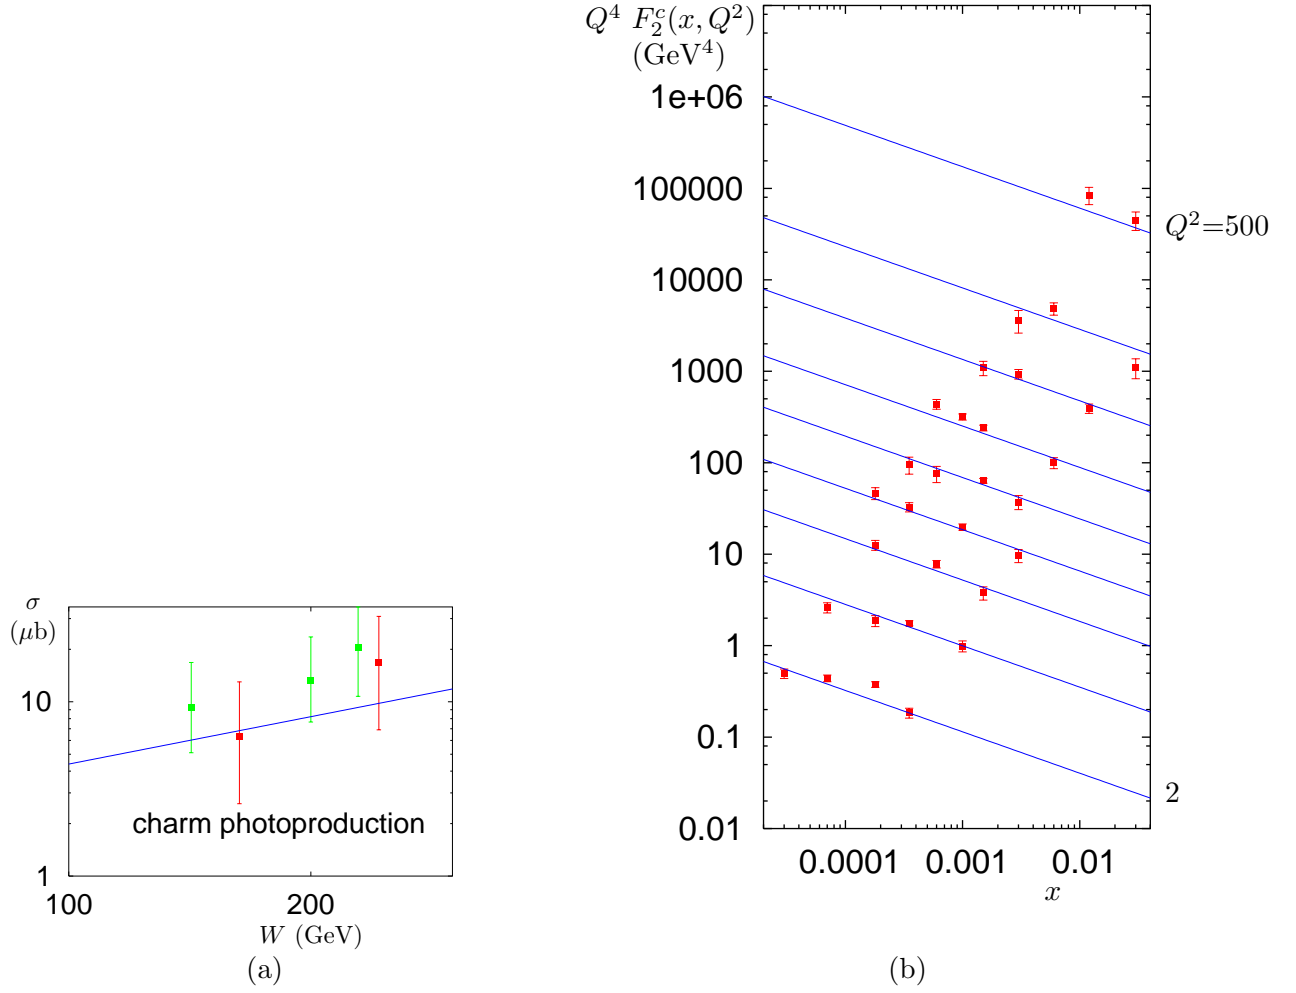 σ
(μb)
10
1
charm photoproduction
100
200
W (GeV)
(a)
Q⁴ F₂ᶜ(x, Q²)
(GeV⁴)
1e+06
100000
10000
1000
100
10
1
0.1
0.01
Q²=500
2
0.0001
0.001
0.01
x
(b)